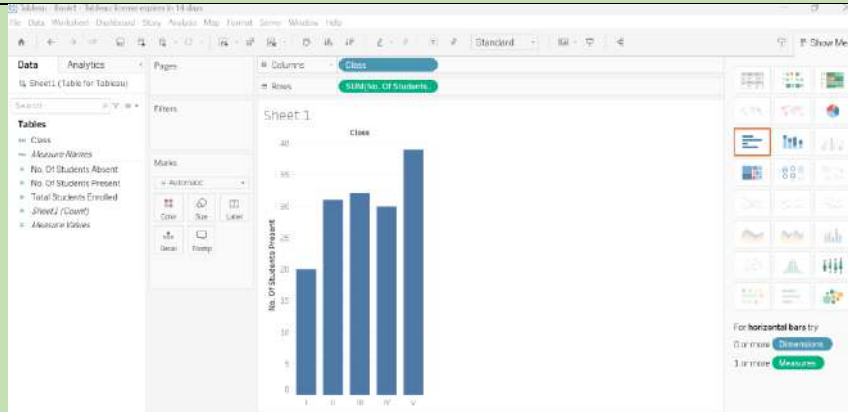 Tableau - Book1 - Tableau license expires in 14 days
File Data Worksheet Dashboard Story Analysis Map Format Server Window Help
Standard
Show Me
Data Analytics
Sheet1 (Table for Tableau)
Search
Tables
Abc Class
Abc Measure Names
No. Of Students Absent
No. Of Students Present
Total Students Enrolled
Sheet1 (Count)
Measure Values
Pages
Filters
Marks
Automatic
Color Size Label
Detail Tooltip
Columns Class
Rows SUM(No. Of Students..
Sheet 1
Class
No. Of Students Present
40
35
30
25
20
15
10
5
0
I II III IV V
For horizontal bars try
0 or more Dimensions
1 or more Measures